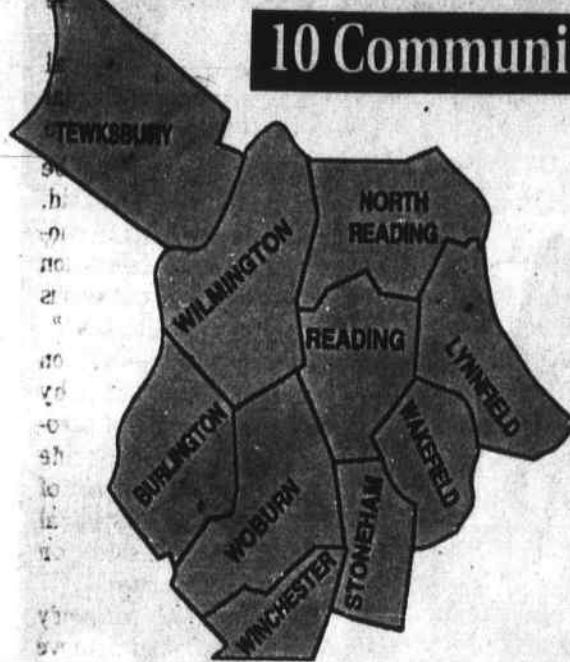 10 Communi
TEWKSBURY
NORTH
READING
WILMINGTON
READING
LYNNFIELD
BURLINGTON
WAKEFIELD
WOBURN
STONEHAM
WINCHESTER